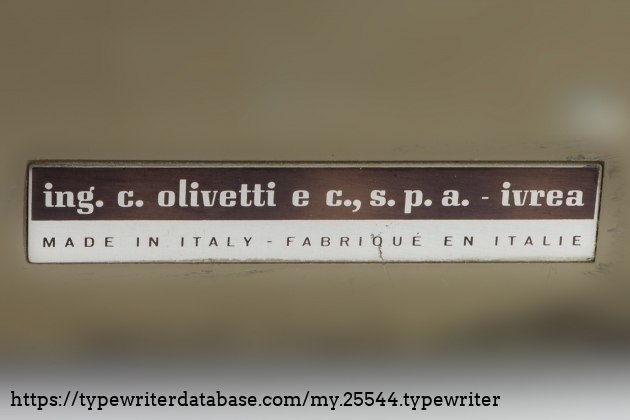 ing. c. olivetti e c., s. p. a. - ivrea
MADE IN ITALY - FABRIQUÉ EN ITALIE
https://typewriterdatabase.com/my.25544.typewriter